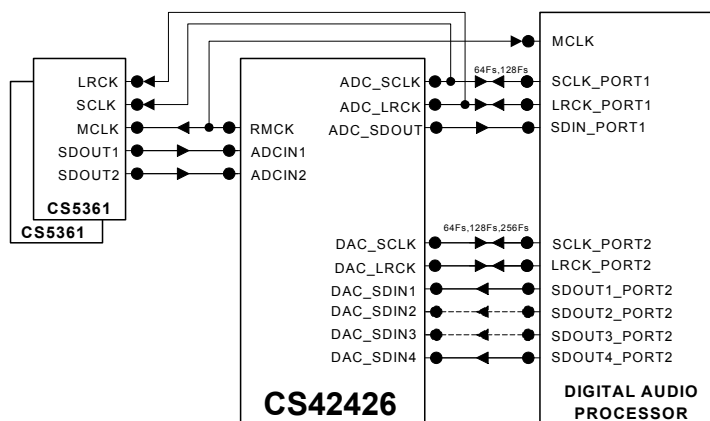 MCLK
64Fs,128Fs
LRCK
SCLK
MCLK
SDOUT1
SDOUT2
CS5361
CS5361
RMCK
ADCIN1
ADCIN2
ADC_SCLK
ADC_LRCK
ADC_SDOUT
SCLK_PORT1
LRCK_PORT1
SDIN_PORT1
64Fs,128Fs,256Fs
DAC_SCLK
DAC_LRCK
DAC_SDIN1
DAC_SDIN2
DAC_SDIN3
DAC_SDIN4
SCLK_PORT2
LRCK_PORT2
SDOUT1_PORT2
SDOUT2_PORT2
SDOUT3_PORT2
SDOUT4_PORT2
CS42426
DIGITAL AUDIO
PROCESSOR